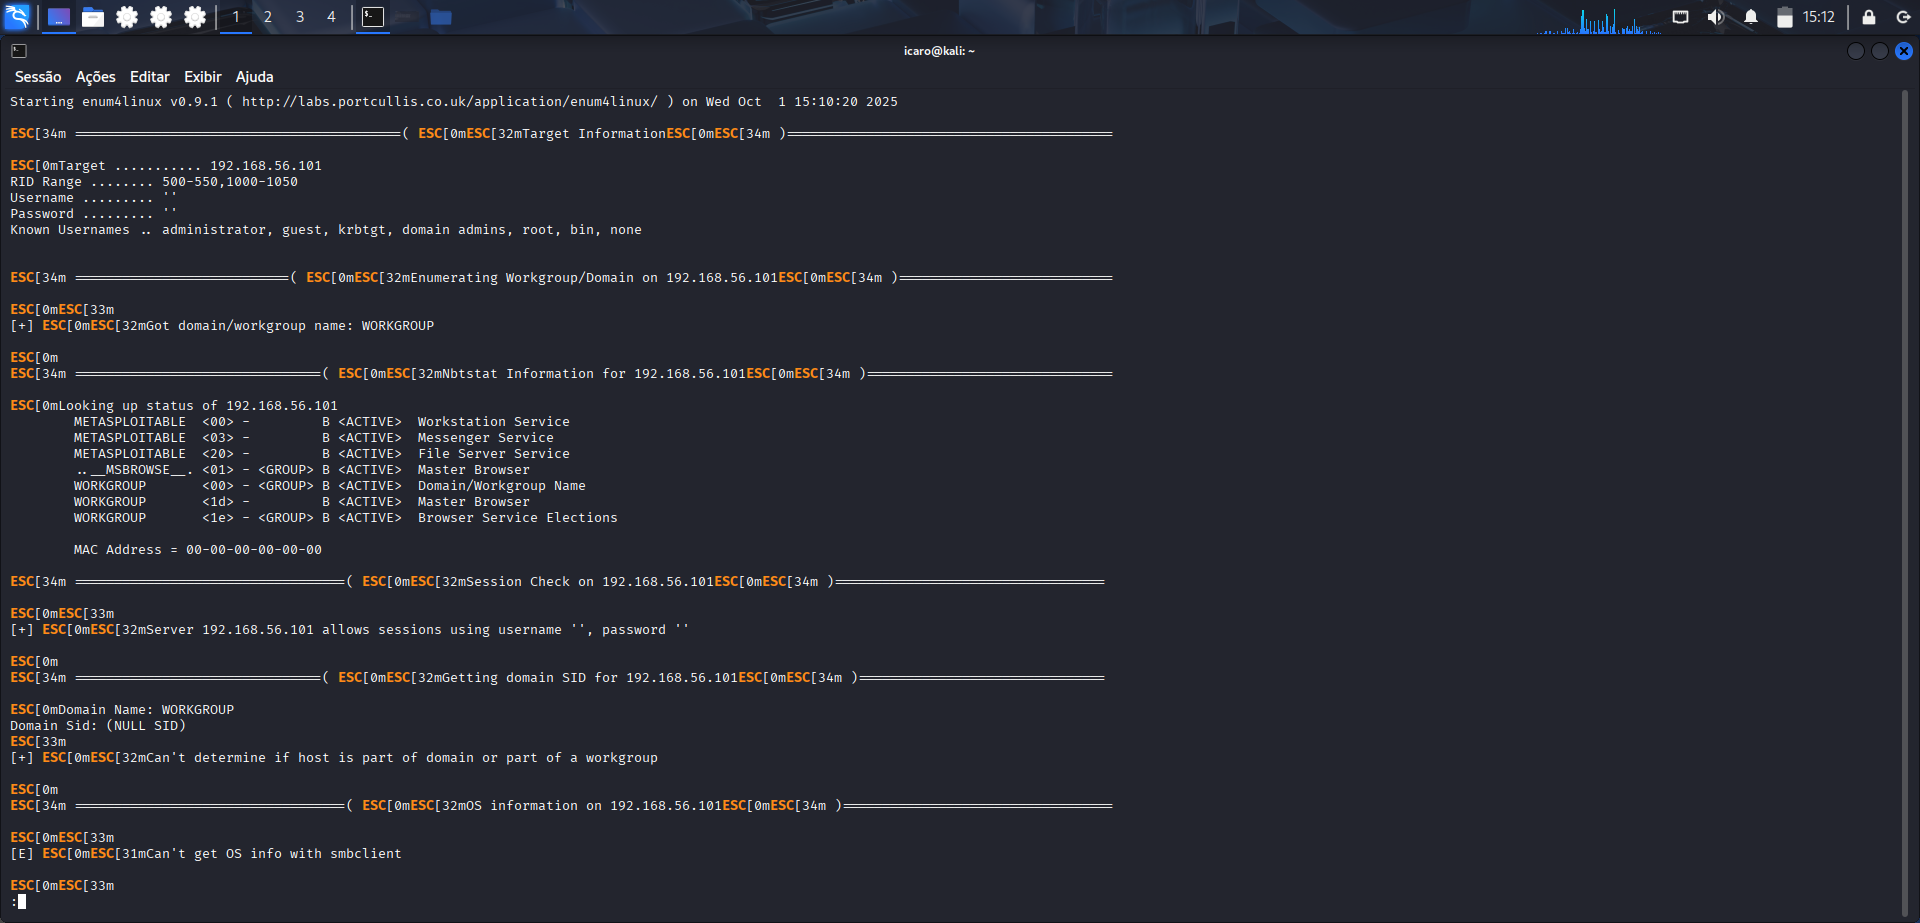 1 2 3 4 15:12
icaro@kali: ~
Sessão Ações Editar Exibir Ajuda
Starting enum4linux v0.9.1 ( http://labs.portcullis.co.uk/application/enum4linux/ ) on Wed Oct  1 15:10:20 2025
ESC[34m =========================================( ESC[0mESC[32mTarget InformationESC[0mESC[34m )=========================================
ESC[0mTarget ........... 192.168.56.101
RID Range ........ 500-550,1000-1050
Username ......... ''
Password ......... ''
Known Usernames .. administrator, guest, krbtgt, domain admins, root, bin, none
ESC[34m ===========================( ESC[0mESC[32mEnumerating Workgroup/Domain on 192.168.56.101ESC[0mESC[34m )===========================
ESC[0mESC[33m
[+] ESC[0mESC[32mGot domain/workgroup name: WORKGROUP
ESC[0m
ESC[34m ===============================( ESC[0mESC[32mNbtstat Information for 192.168.56.101ESC[0mESC[34m )===============================
ESC[0mLooking up status of 192.168.56.101
METASPLOITABLE  <00> -         B <ACTIVE>  Workstation Service
METASPLOITABLE  <03> -         B <ACTIVE>  Messenger Service
METASPLOITABLE  <20> -         B <ACTIVE>  File Server Service
..__MSBROWSE__. <01> - <GROUP> B <ACTIVE>  Master Browser
WORKGROUP       <00> - <GROUP> B <ACTIVE>  Domain/Workgroup Name
WORKGROUP       <1d> -         B <ACTIVE>  Master Browser
WORKGROUP       <1e> - <GROUP> B <ACTIVE>  Browser Service Elections
MAC Address = 00-00-00-00-00-00
ESC[34m ==================================( ESC[0mESC[32mSession Check on 192.168.56.101ESC[0mESC[34m )==================================
ESC[0mESC[33m
[+] ESC[0mESC[32mServer 192.168.56.101 allows sessions using username '', password ''
ESC[0m
ESC[34m ===============================( ESC[0mESC[32mGetting domain SID for 192.168.56.101ESC[0mESC[34m )===============================
ESC[0mDomain Name: WORKGROUP
Domain Sid: (NULL SID)
ESC[33m
[+] ESC[0mESC[32mCan't determine if host is part of domain or part of a workgroup
ESC[0m
ESC[34m ==================================( ESC[0mESC[32mOS information on 192.168.56.101ESC[0mESC[34m )==================================
ESC[0mESC[33m
[E] ESC[0mESC[31mCan't get OS info with smbclient
ESC[0mESC[33m
: